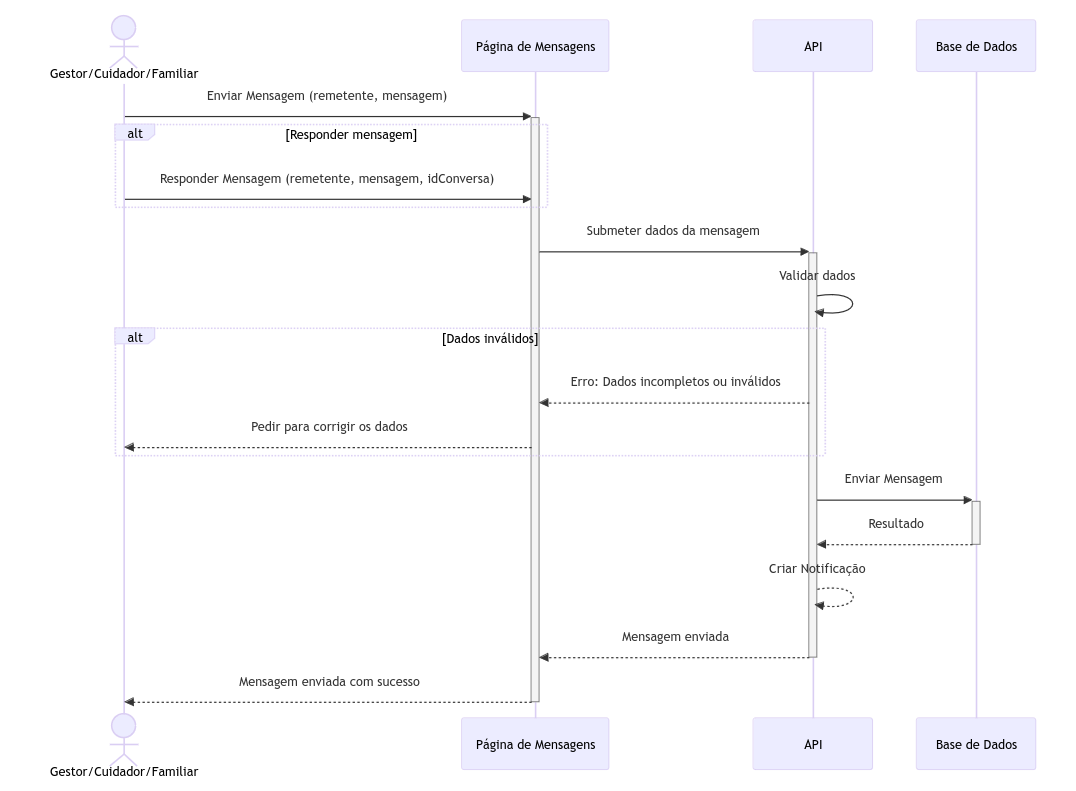 Página de Mensagens
API
Base de Dados
Gestor/Cuidador/Familiar
Enviar Mensagem (remetente, mensagem)
alt
[Responder mensagem]
Responder Mensagem (remetente, mensagem, idConversa)
Submeter dados da mensagem
Validar dados
alt
[Dados inválidos]
Erro: Dados incompletos ou inválidos
Pedir para corrigir os dados
Enviar Mensagem
Resultado
Criar Notificação
Mensagem enviada
Mensagem enviada com sucesso
Página de Mensagens
API
Base de Dados
Gestor/Cuidador/Familiar